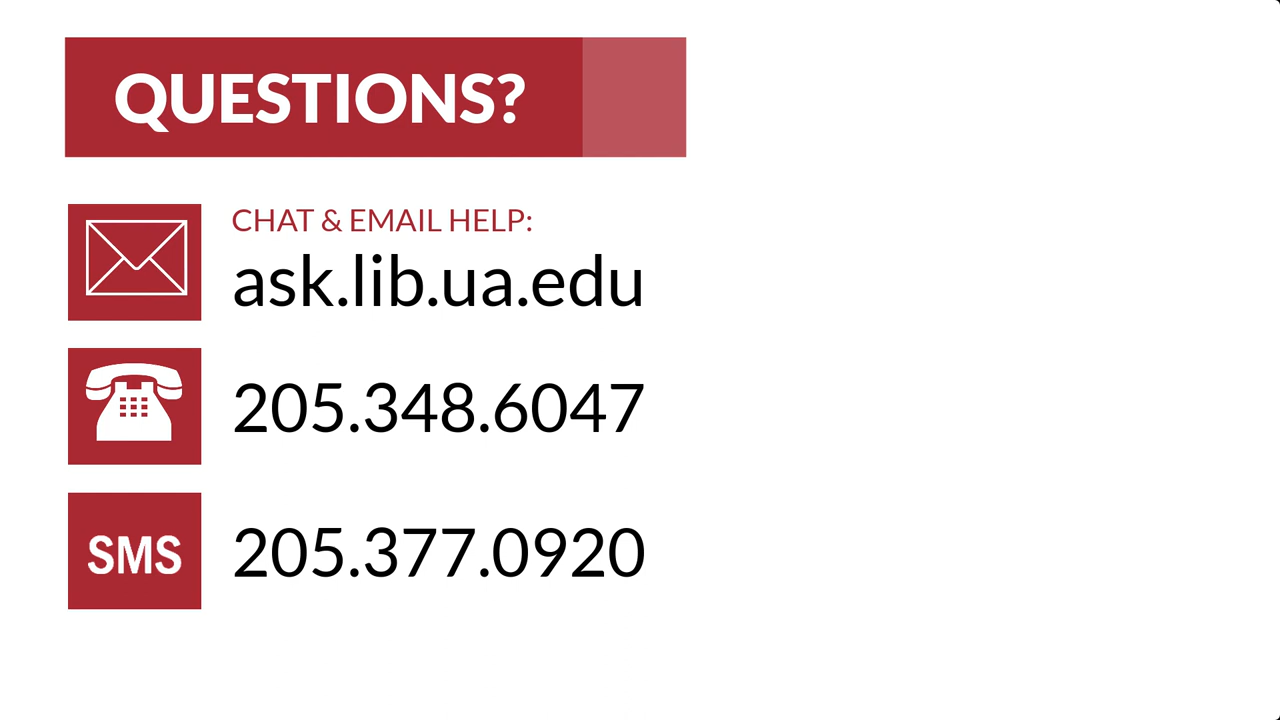 QUESTIONS?
CHAT & EMAIL HELP:
ask.lib.ua.edu
205.348.6047
SMS
205.377.0920